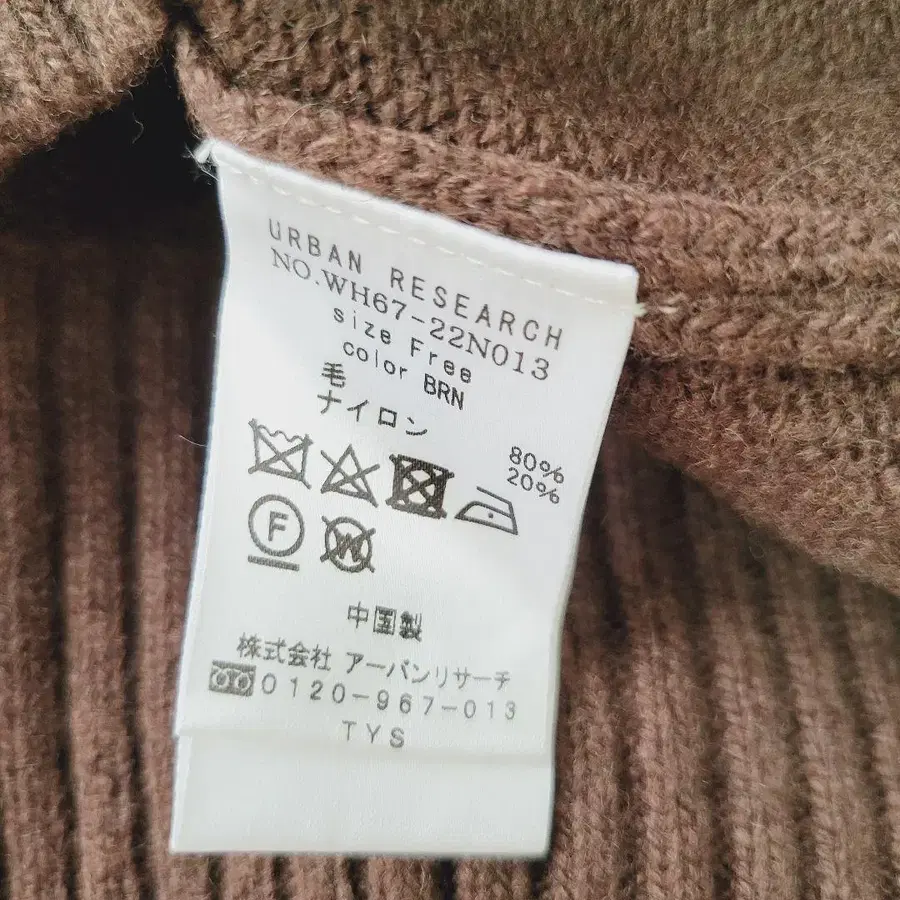 URBAN RESEARCH
NO.WH67-22N013
size Free
color BRN
毛 80%
ナイロン 20%
F W
中国製
株式会社 アーバンリサーチ
0120-967-013
TYS